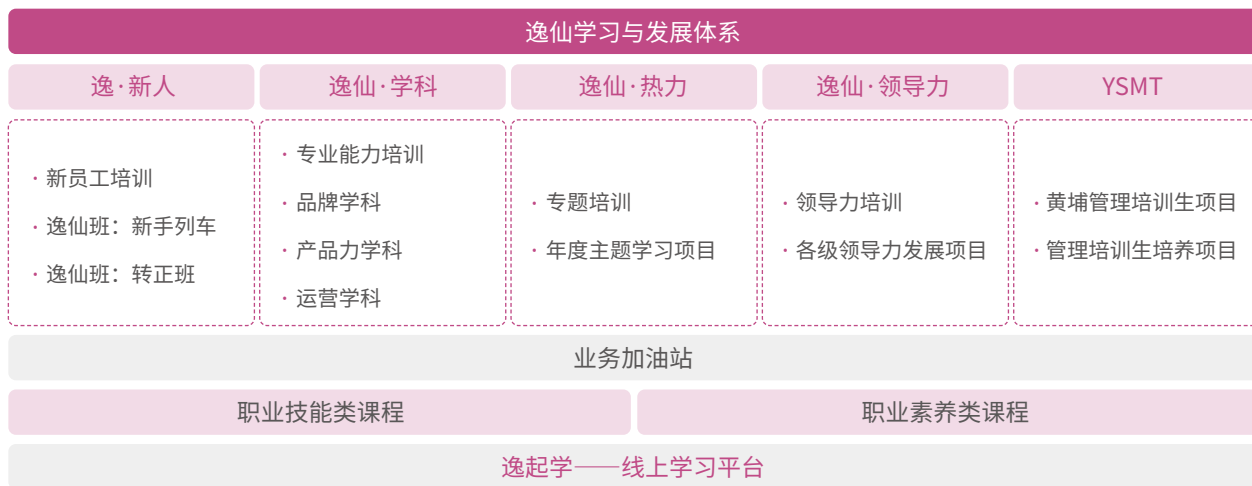 逸仙学习与发展体系
逸·新人
逸仙·学科
逸仙·热力
逸仙·领导力
YSMT
· 新员工培训
· 逸仙班：新手列车
· 逸仙班：转正班
· 专业能力培训
· 品牌学科
· 产品力学科
· 运营学科
· 专题培训
· 年度主题学习项目
· 领导力培训
· 各级领导力发展项目
· 黄埔管理培训生项目
· 管理培训生培养项目
业务加油站
职业技能类课程
职业素养类课程
逸起学——线上学习平台